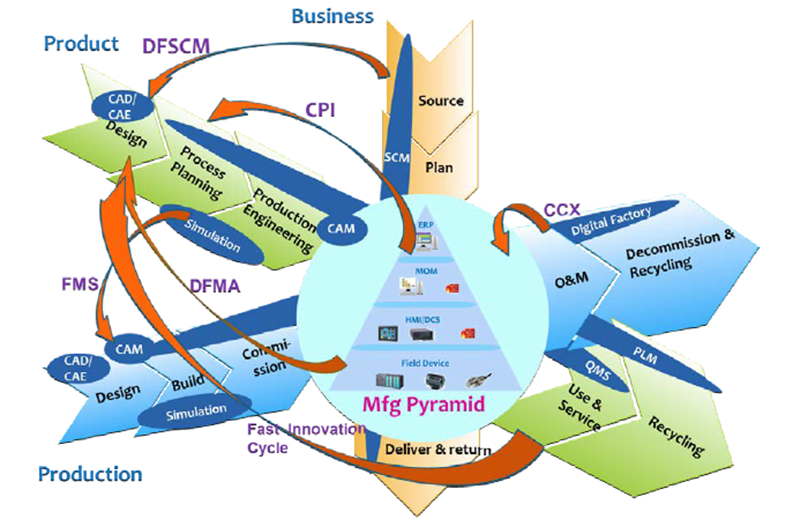 Business
Product
DFSCM
CAD/
CAE
Design
Process
Planning
Production
Engineering
CAM
Simulation
CPI
Source
Plan
SCM
CCX
Digital Factory
Decommission &
Recycling
O&M
ERP
MOM
HMI/DCS
Field Device
Mfg Pyramid
FMS
DFMA
CAM
CAD/
CAE
Design
Build
Commi-
ssion
Simulation
PLM
QMS
Use &
Service
Recycling
Fast Innovation
Cycle
Deliver & return
Production